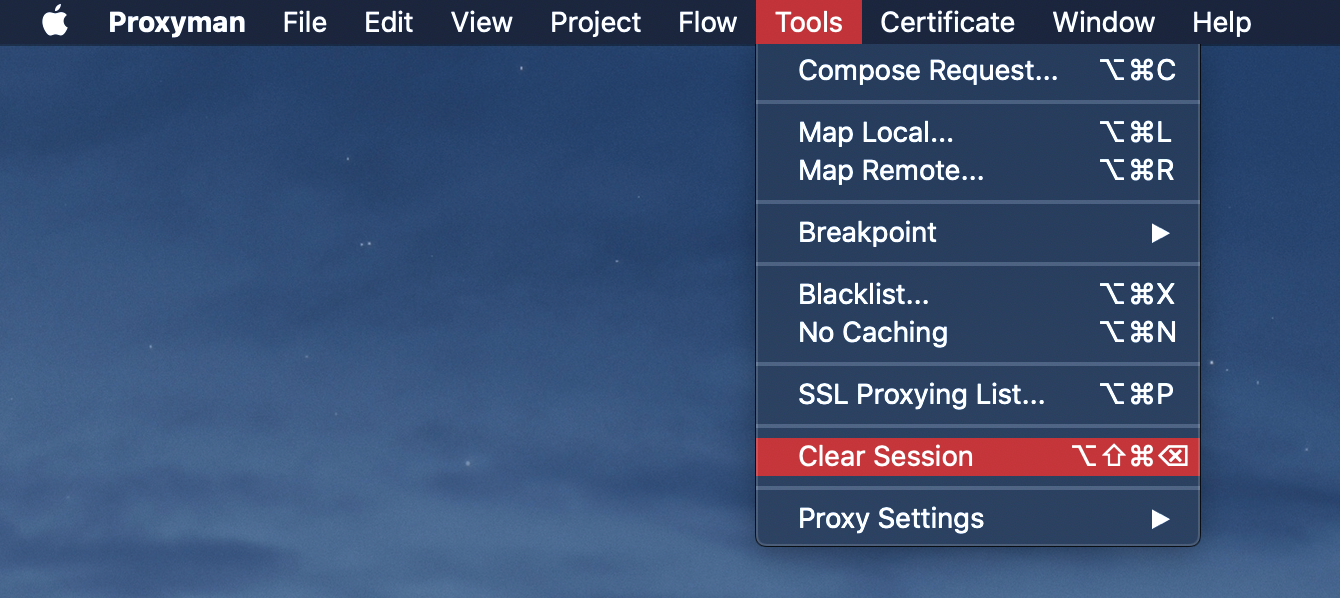 Proxyman File Edit View Project Flow Tools Certificate Window Help
Compose Request... ⌥⌘C
Map Local... ⌥⌘L
Map Remote... ⌥⌘R
Breakpoint ▶
Blacklist... ⌥⌘X
No Caching ⌥⌘N
SSL Proxying List... ⌥⌘P
Clear Session ⌥⇧⌘⌫
Proxy Settings ▶